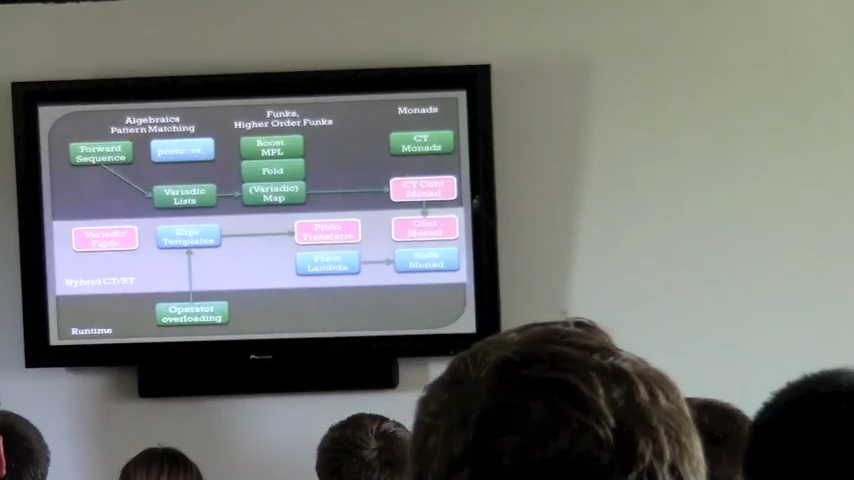 Algebraics
Pattern Matching
Funks,
Higher Order Funks
Monads
Forward
Sequence
proto::or_
Boost.
MPL
CT
Monads
Fold
Variadic
Lists
(Variadic)
Map
CT Cont
Monad
Variadic
Tuple
Expr
Templates
Proto
Transform
Cont
Monad
Lambda
Monad
Hybrid CT/RT
Operator
overloading
Runtime
Pioneer